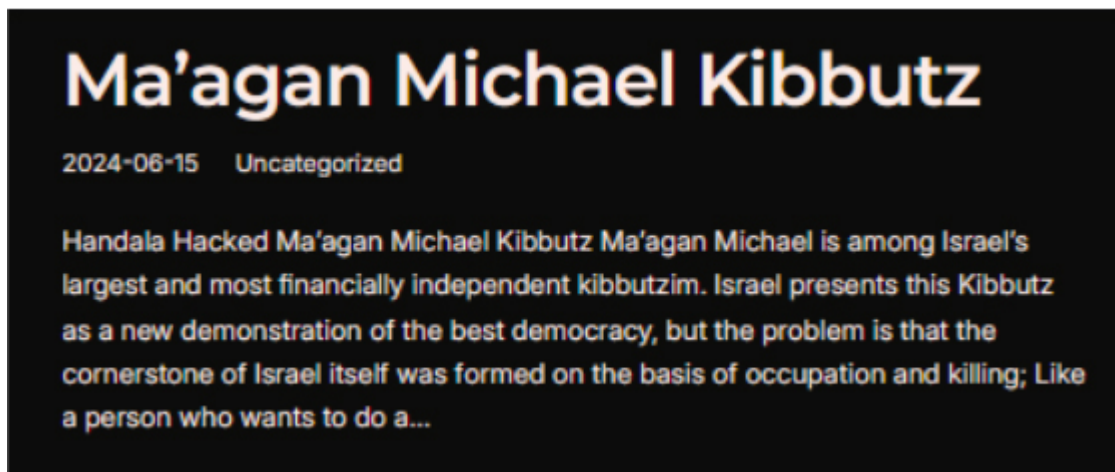 Ma’agan Michael Kibbutz
2024-06-15 Uncategorized
Handala Hacked Ma’agan Michael Kibbutz Ma’agan Michael is among Israel’s
largest and most financially independent kibbutzim. Israel presents this Kibbutz
as a new demonstration of the best democracy, but the problem is that the
cornerstone of Israel itself was formed on the basis of occupation and killing; Like
a person who wants to do a...